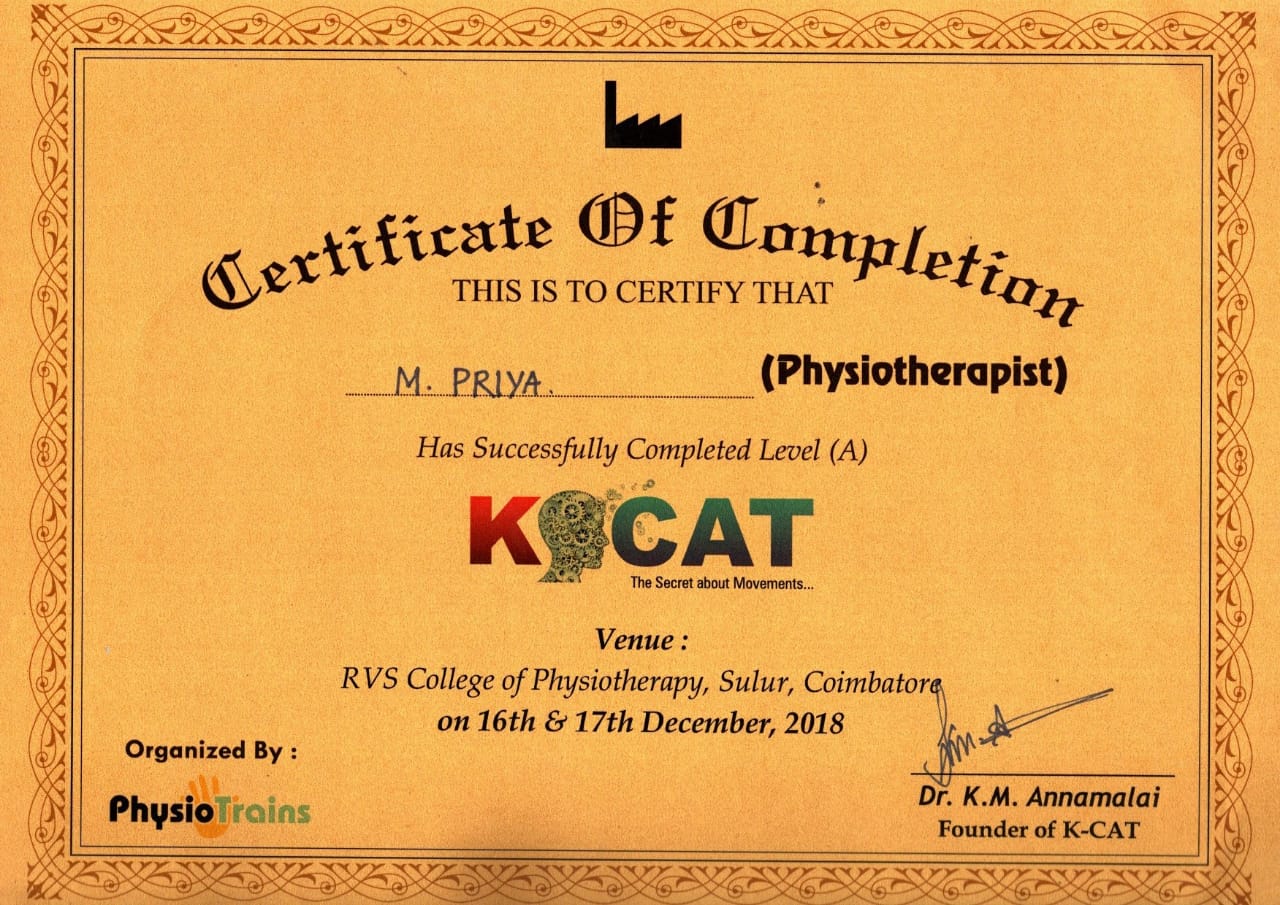 Certificate Of Completion
THIS IS TO CERTIFY THAT
M. PRIYA. (Physiotherapist)
Has Successfully Completed Level (A)
K CAT
The Secret about Movements...
Venue :
RVS College of Physiotherapy, Sulur, Coimbatore
on 16th & 17th December, 2018
Organized By :
PhysioTrains
Dr. K.M. Annamalai
Founder of K-CAT